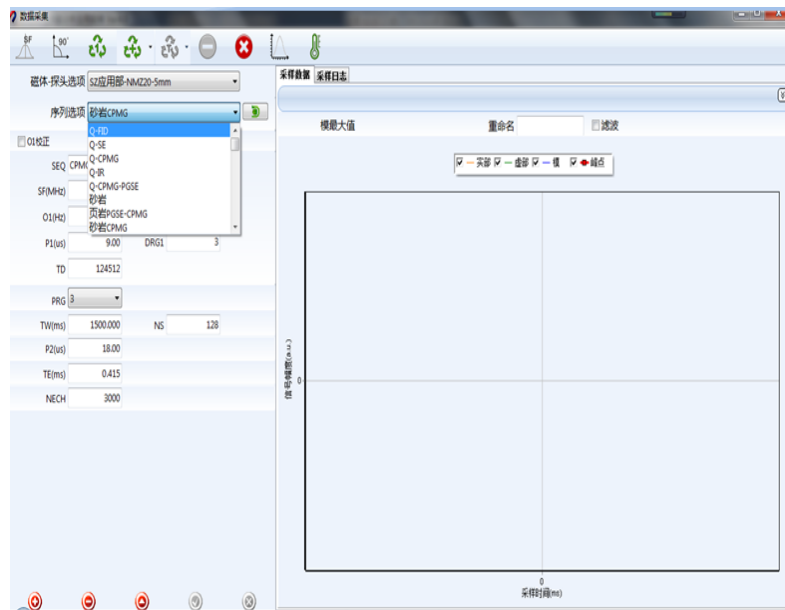 数据采集
SF
90°
磁体-探头选项 SZ应用部-NMZ20-5mm
序列选项 砂岩CPMG
Q-FID
Q-SE
Q-CPMG
Q-IR
Q-CPMG-PGSE
砂岩
页岩PGSE-CPMG
砂岩CPMG
O1校正
SEQ
SF(MHz)
O1(Hz)
P1(us) 9.00 DRG1 3
TD 124512
PRG 3
TW(ms) 1500.000 NS 128
P2(us) 18.00
TE(ms) 0.415
NECH 3000
采样数据 采样日志
模最大值 重命名 滤波
实部 虚部 模 峰点
信号幅度(a.u.)
0
0
采样时间(ms)